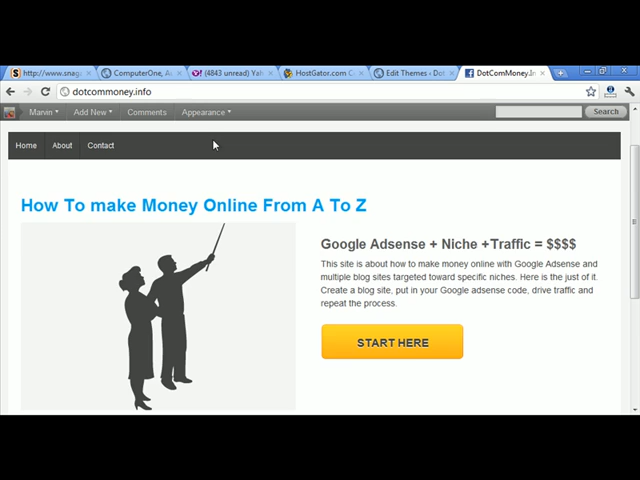 http://www.snag
ComputerOne, A
(4843 unread) Yah
HostGator.com C
Edit Themes ‹ Dot
DotComMoney.In
dotcommoney.info
Marvin
Add New
Comments
Appearance
Search
Home
About
Contact
How To make Money Online From A To Z
Google Adsense + Niche +Traffic = $$$$
This site is about how to make money online with Google Adsense and
multiple blog sites targeted toward specific niches. Here is the just of it.
Create a blog site, put in your Google adsense code, drive traffic and
repeat the process.
START HERE